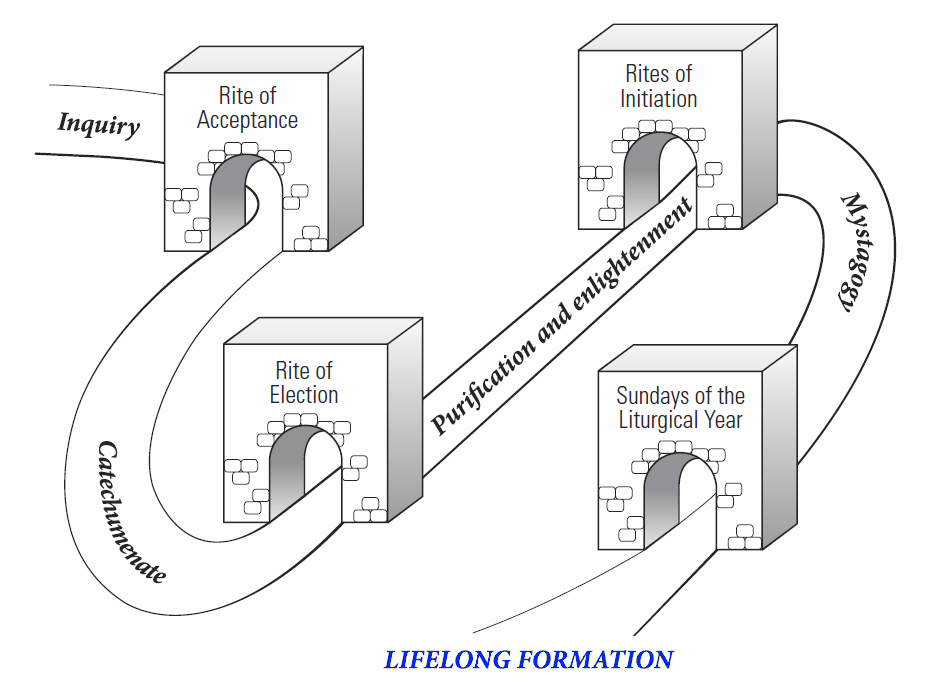 Inquiry
Rite of
Acceptance
Catechumenate
Rite of
Election
Purification and enlightenment
Rites of
Initiation
Mystagogy
Sundays of the
Liturgical Year
LIFELONG FORMATION